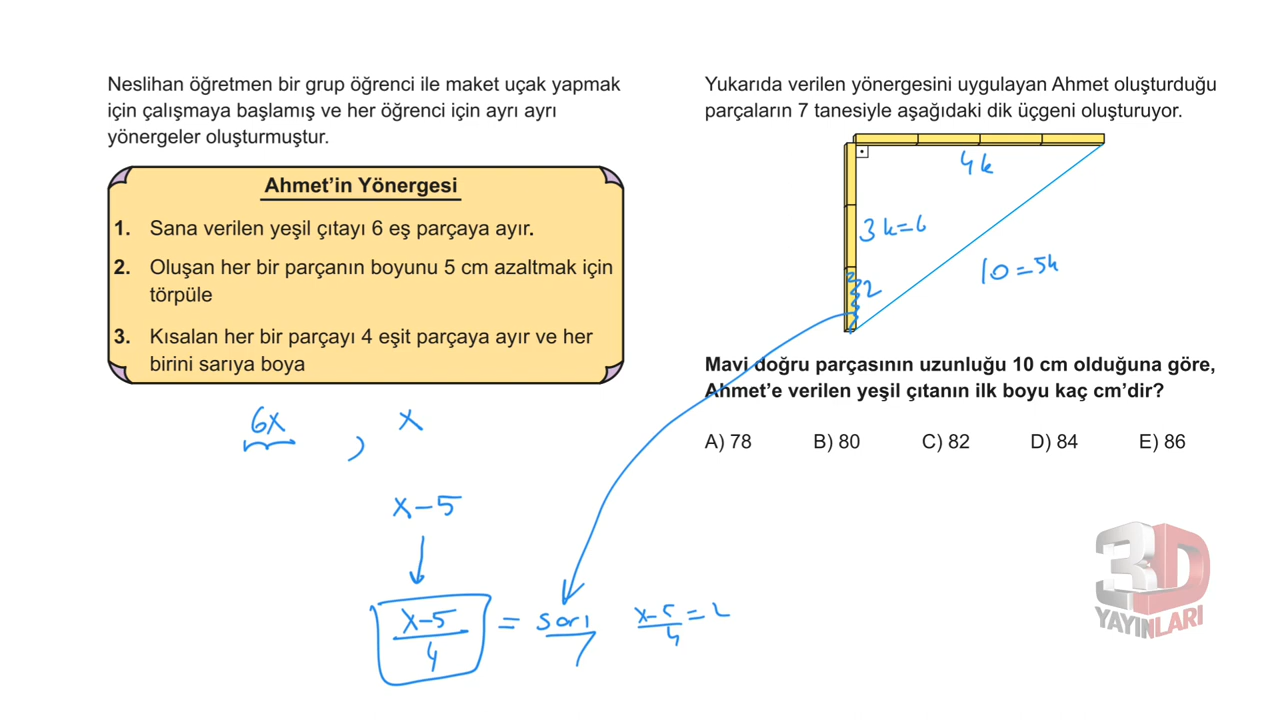 Neslihan öğretmen bir grup öğrenci ile maket uçak yapmak
için çalışmaya başlamış ve her öğrenci için ayrı ayrı
yönergeler oluşturmuştur.
Ahmet'in Yönergesi
1. Sana verilen yeşil çıtayı 6 eş parçaya ayır.
2. Oluşan her bir parçanın boyunu 5 cm azaltmak için
törpüle
3. Kısalan her bir parçayı 4 eşit parçaya ayır ve her
birini sarıya boya
6x , x
x-5
x-5/4 = sarı
x-5/4 = 2
Yukarıda verilen yönergesini uygulayan Ahmet oluşturduğu
parçaların 7 tanesiyle aşağıdaki dik üçgeni oluşturuyor.
4k
3k=6
2
10=5k
Mavi doğru parçasının uzunluğu 10 cm olduğuna göre,
Ahmet'e verilen yeşil çıtanın ilk boyu kaç cm'dir?
A) 78 B) 80 C) 82 D) 84 E) 86
3D
YAYINLARI